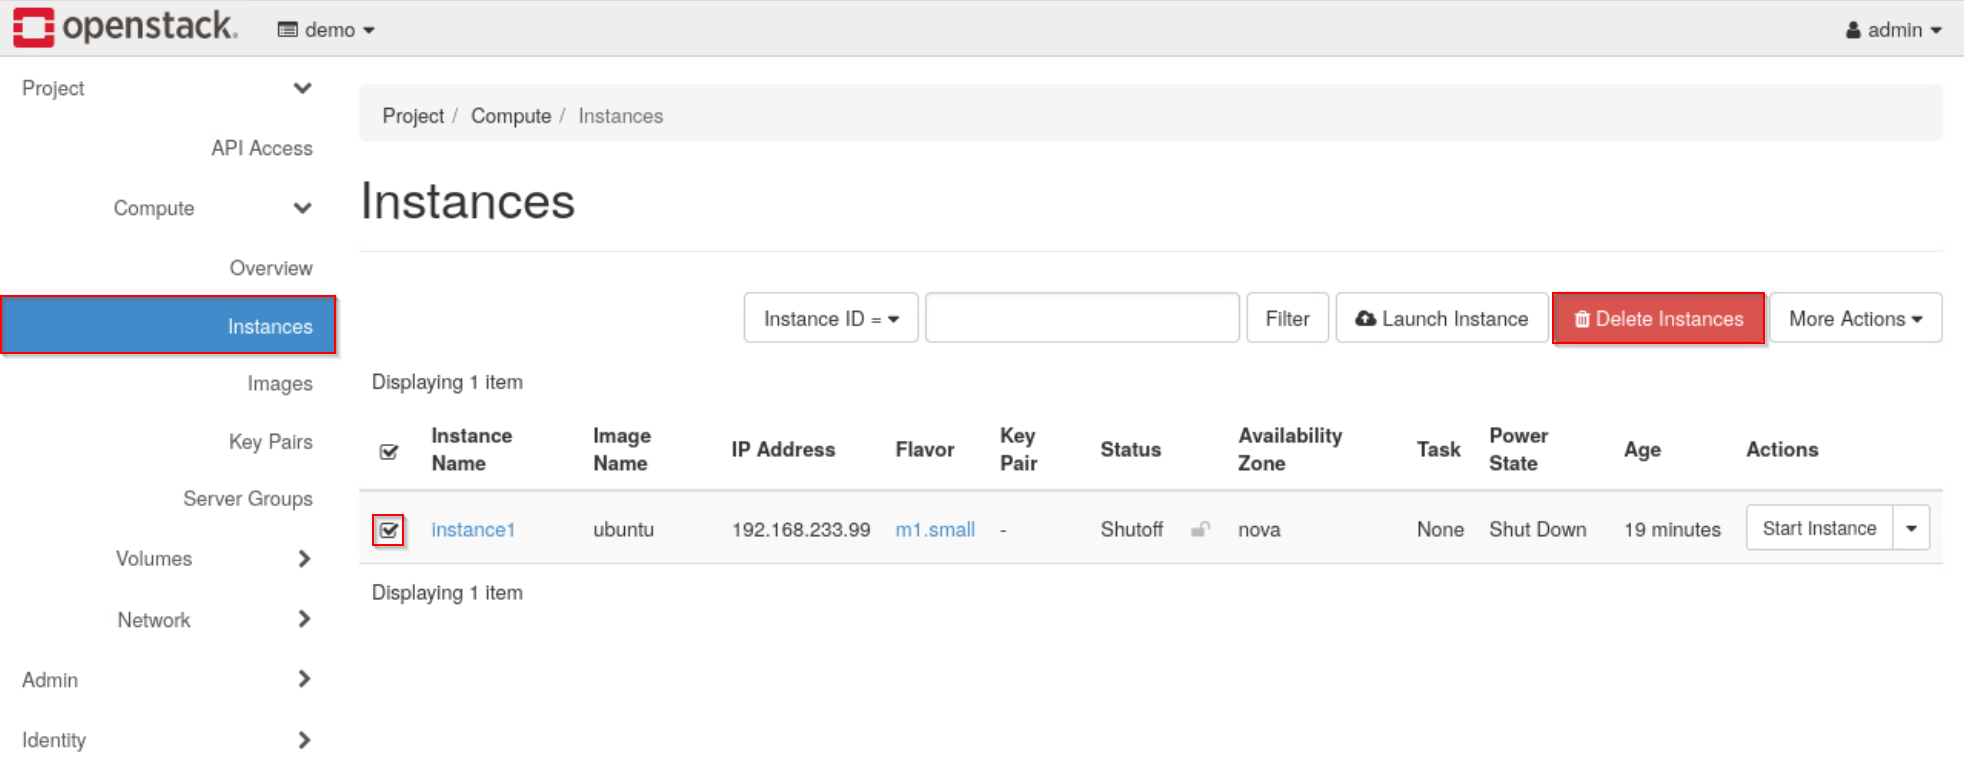 openstack. demo admin
Project
API Access
Compute
Overview
Instances
Images
Key Pairs
Server Groups
Volumes
Network
Admin
Identity
Project / Compute / Instances
Instances
Instance ID = Filter Launch Instance Delete Instances More Actions
Displaying 1 item
Instance Name Image Name IP Address Flavor Key Pair Status Availability Zone Task Power State Age Actions
instance1 ubuntu 192.168.233.99 m1.small - Shutoff nova None Shut Down 19 minutes Start Instance
Displaying 1 item